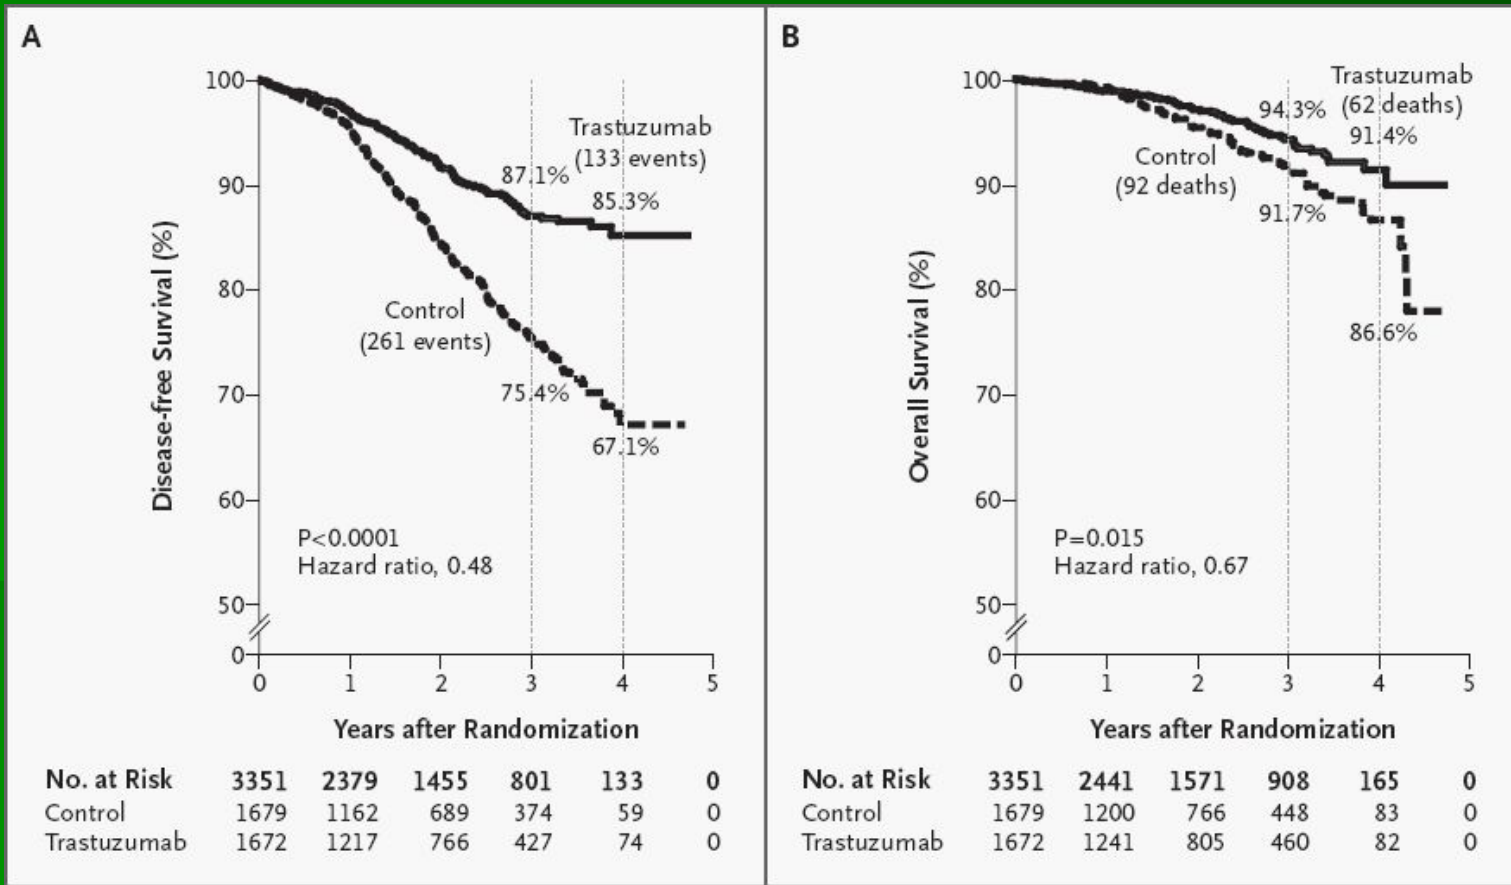 A
Disease-free Survival (%)
100
90
80
70
60
50
0
Trastuzumab
(133 events)
87.1%
85.3%
Control
(261 events)
75.4%
67.1%
P<0.0001
Hazard ratio, 0.48
0 1 2 3 4 5
Years after Randomization
No. at Risk 3351 2379 1455 801 133 0
Control 1679 1162 689 374 59 0
Trastuzumab 1672 1217 766 427 74 0
B
Overall Survival (%)
100
90
80
70
60
50
0
Trastuzumab
(62 deaths)
94.3%
91.4%
Control
(92 deaths)
91.7%
86.6%
P=0.015
Hazard ratio, 0.67
0 1 2 3 4 5
Years after Randomization
No. at Risk 3351 2441 1571 908 165 0
Control 1679 1200 766 448 83 0
Trastuzumab 1672 1241 805 460 82 0